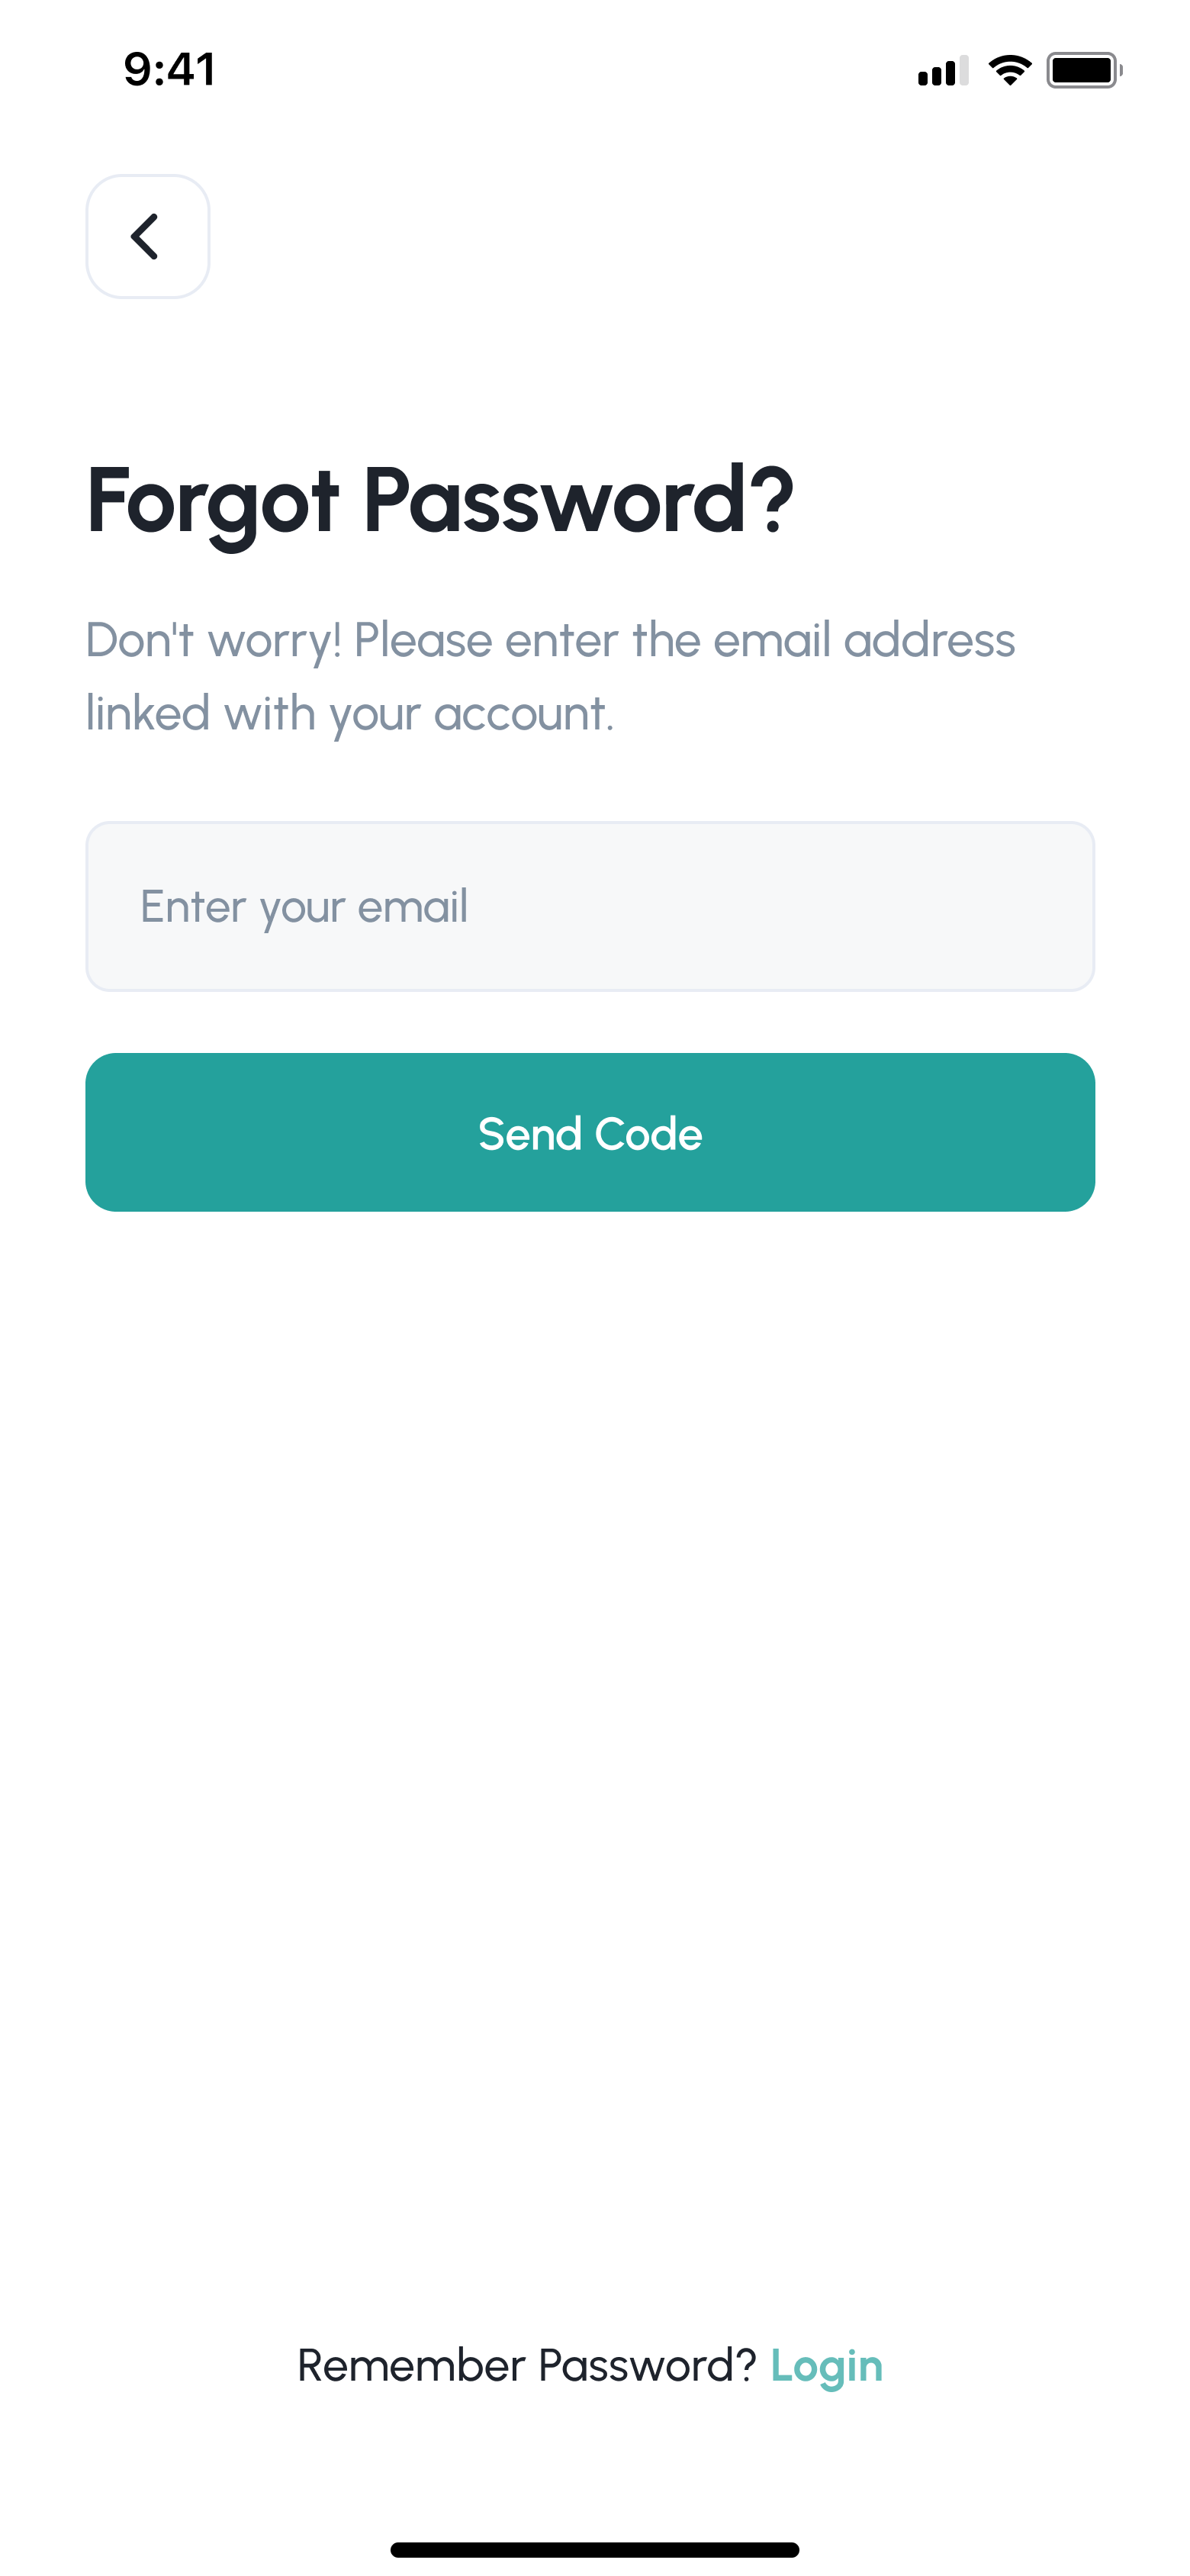 9:41
Forgot Password?
Don't worry! Please enter the email address
linked with your account.
Enter your email
Send Code
Remember Password? Login